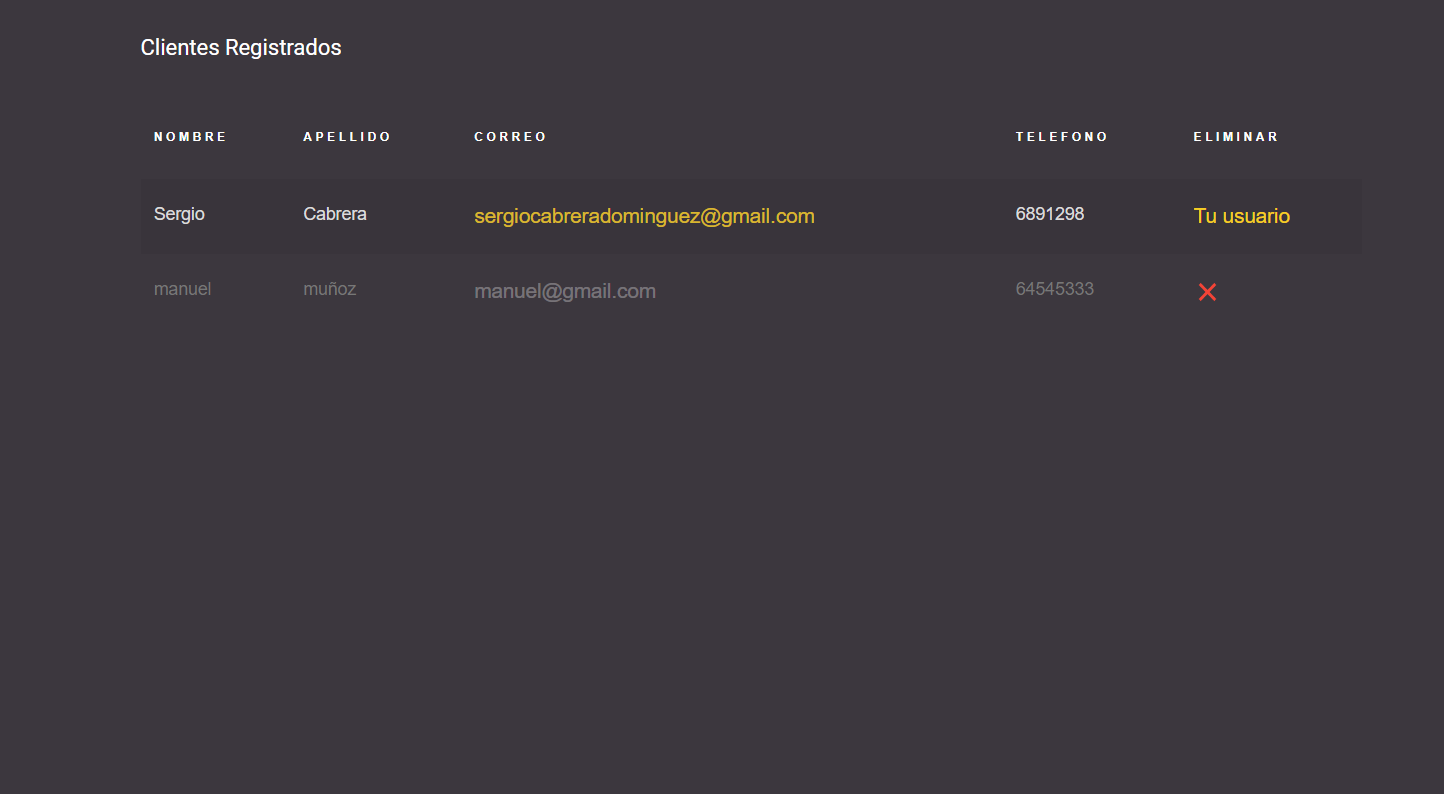 Clientes Registrados
NOMBRE APELLIDO CORREO TELEFONO ELIMINAR
Sergio Cabrera sergiocabreradominguez@gmail.com 6891298 Tu usuario
manuel muñoz manuel@gmail.com 64545333